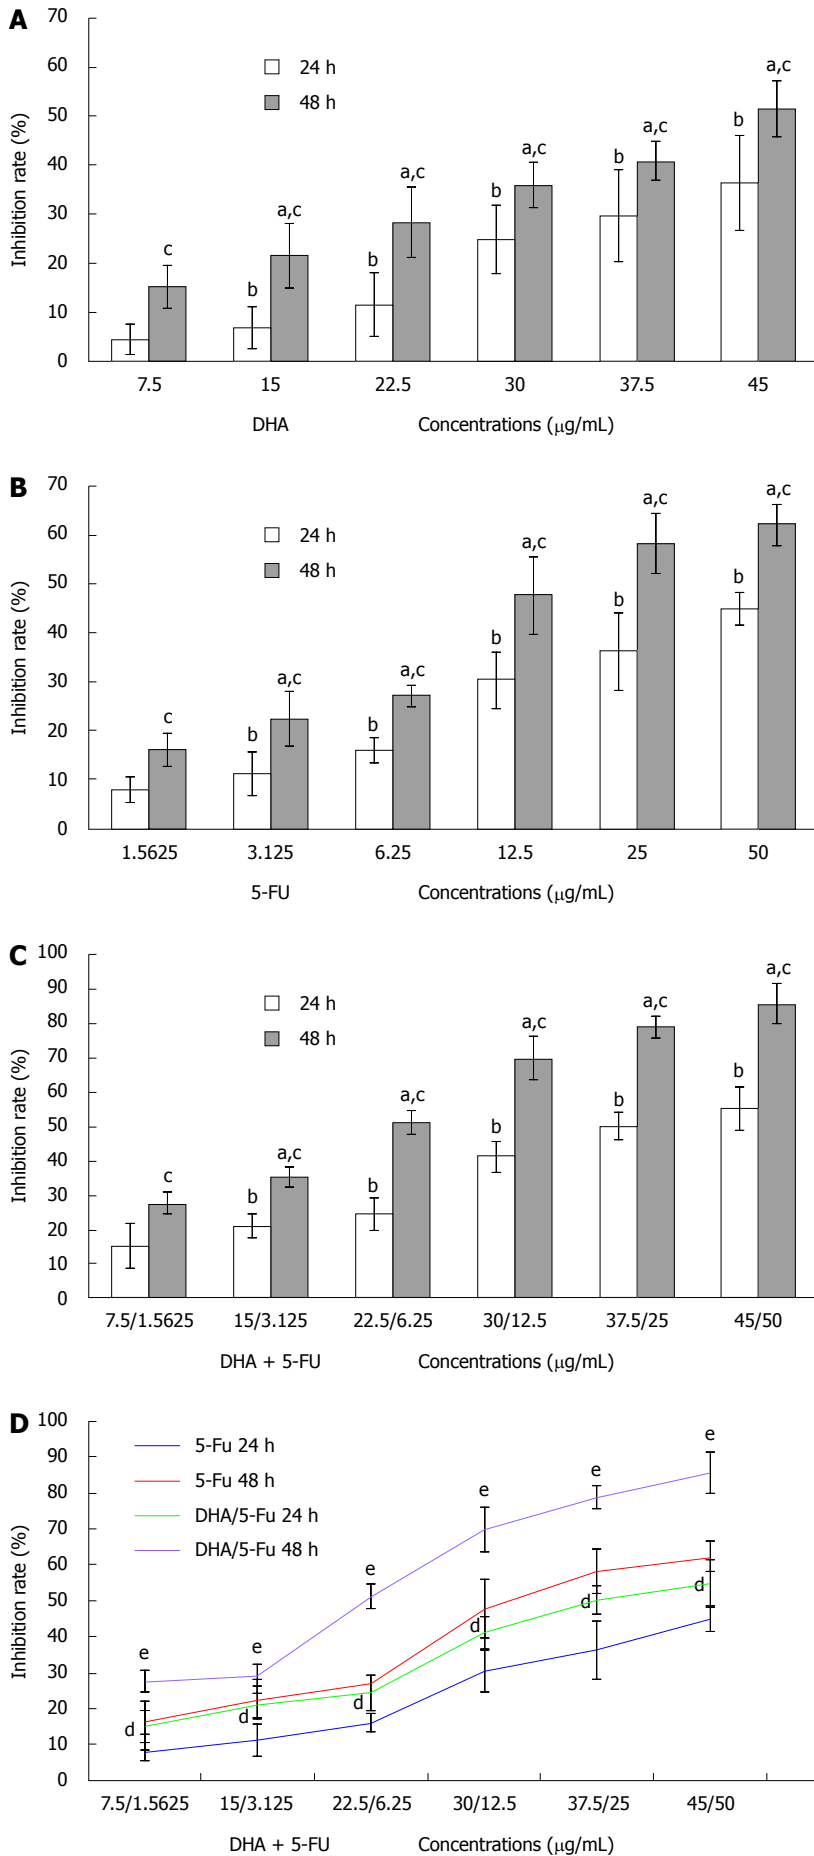 A
70
60
50
40
30
20
10
0
Inhibition rate (%)
24 h
48 h
c
b
a,c
b
a,c
b
a,c
b
a,c
b
a,c
7.5 15 22.5 30 37.5 45
DHA Concentrations (μg/mL)
B
70
60
50
40
30
20
10
0
Inhibition rate (%)
24 h
48 h
c
b
a,c
b
a,c
b
a,c
b
a,c
b
a,c
1.5625 3.125 6.25 12.5 25 50
5-FU Concentrations (μg/mL)
C
100
90
80
70
60
50
40
30
20
10
0
Inhibition rate (%)
24 h
48 h
c
b
a,c
b
a,c
b
a,c
b
a,c
b
a,c
7.5/1.5625 15/3.125 22.5/6.25 30/12.5 37.5/25 45/50
DHA + 5-FU Concentrations (μg/mL)
D
100
90
80
70
60
50
40
30
20
10
0
Inhibition rate (%)
5-Fu 24 h
5-Fu 48 h
DHA/5-Fu 24 h
DHA/5-Fu 48 h
e
e
e
e
e
e
d
d
d
d
d
d
7.5/1.5625 15/3.125 22.5/6.25 30/12.5 37.5/25 45/50
DHA + 5-FU Concentrations (μg/mL)